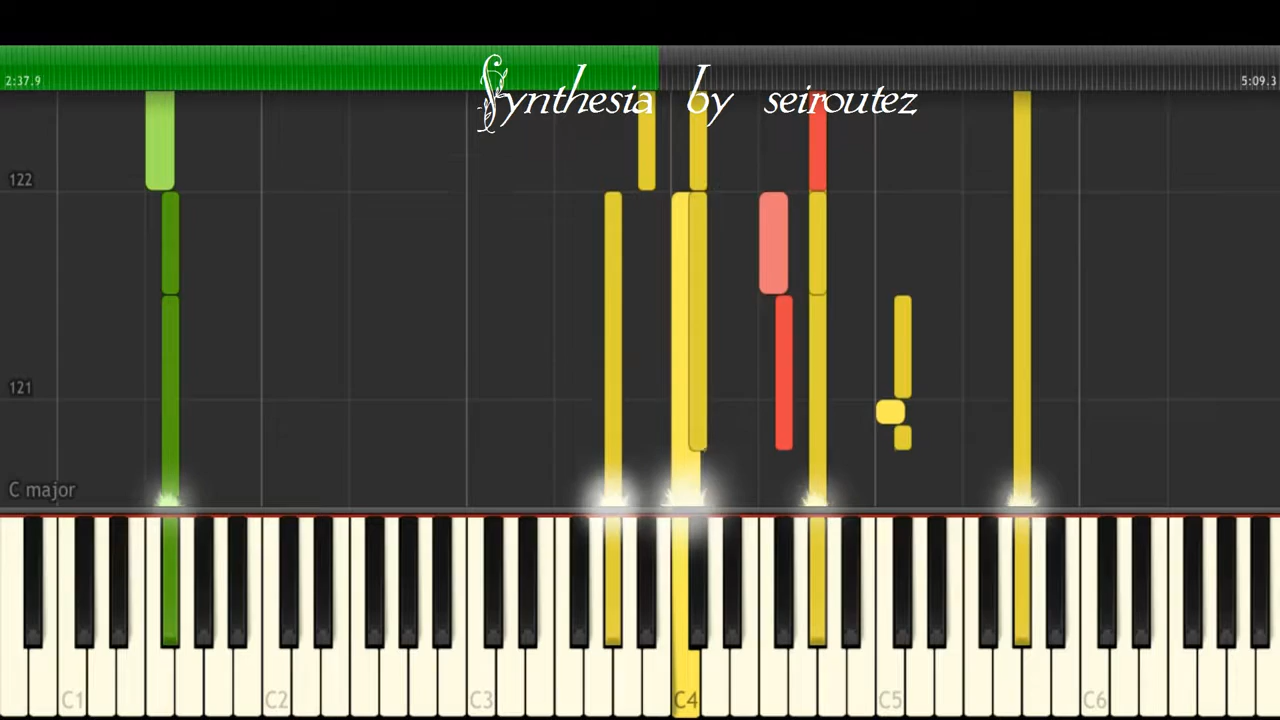 Synthesia by seiroutez
2:37.9
5:09.3
122
121
C major
C1
C2
C3
C4
C5
C6